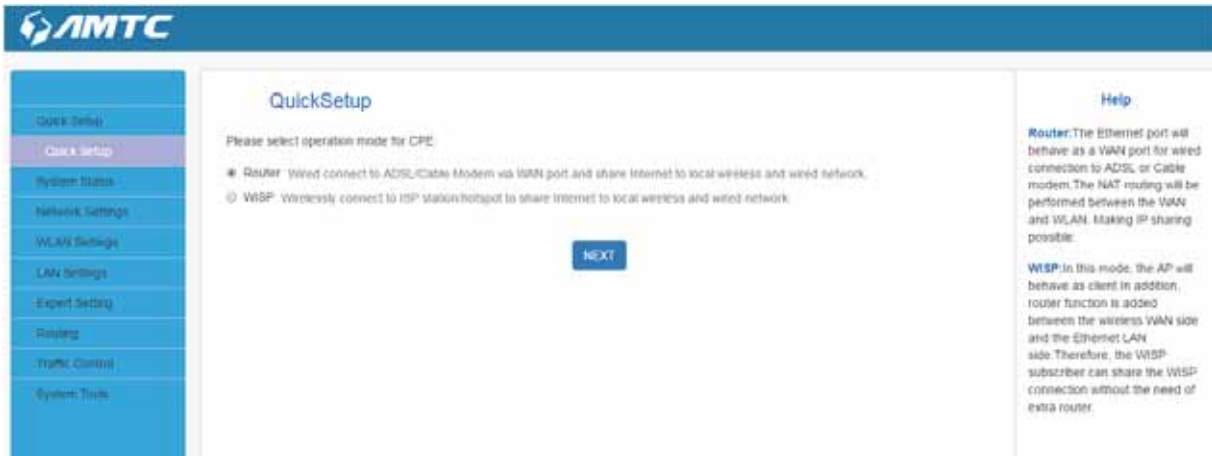 AMTC
Quick Setup
Quick Setup
System Status
Network Settings
WLAN Settings
LAN Settings
Expert Setting
Routing
Traffic Control
System Tools
QuickSetup
Please select operation mode for CPE:
Router Wired connect to ADSL/Cable Modem via WAN port and share Internet to local wireless and wired network.
WISP Wirelessly connect to ISP station/hotspot to share Internet to local wireless and wired network.
NEXT
Help
Router:The Ethernet port will
behave as a WAN port for wired
connection to ADSL or Cable
modem.The NAT routing will be
performed between the WAN
and WLAN. Making IP sharing
possible.
WISP:In this mode, the AP will
behave as client.In addition,
router function is added
between the wireless WAN side
and the Ethernet LAN
side.Therefore, the WISP
subscriber can share the WISP
connection without the need of
extra router.